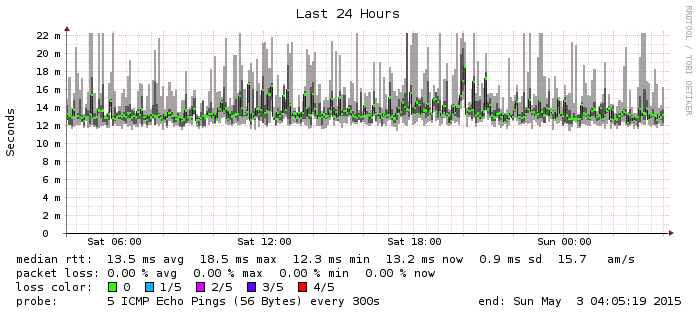 Last 24 Hours
RRDTOOL / TOBI OETIKER
Seconds
22 m
20 m
18 m
16 m
14 m
12 m
10 m
8 m
6 m
4 m
2 m
0
Sat 06:00 Sat 12:00 Sat 18:00 Sun 00:00
median rtt: 13.5 ms avg 18.5 ms max 12.3 ms min 13.2 ms now 0.9 ms sd 15.7 am/s
packet loss: 0.00 % avg 0.00 % max 0.00 % min 0.00 % now
loss color: 0 1/5 2/5 3/5 4/5
probe: 5 ICMP Echo Pings (56 Bytes) every 300s end: Sun May 3 04:05:19 2015